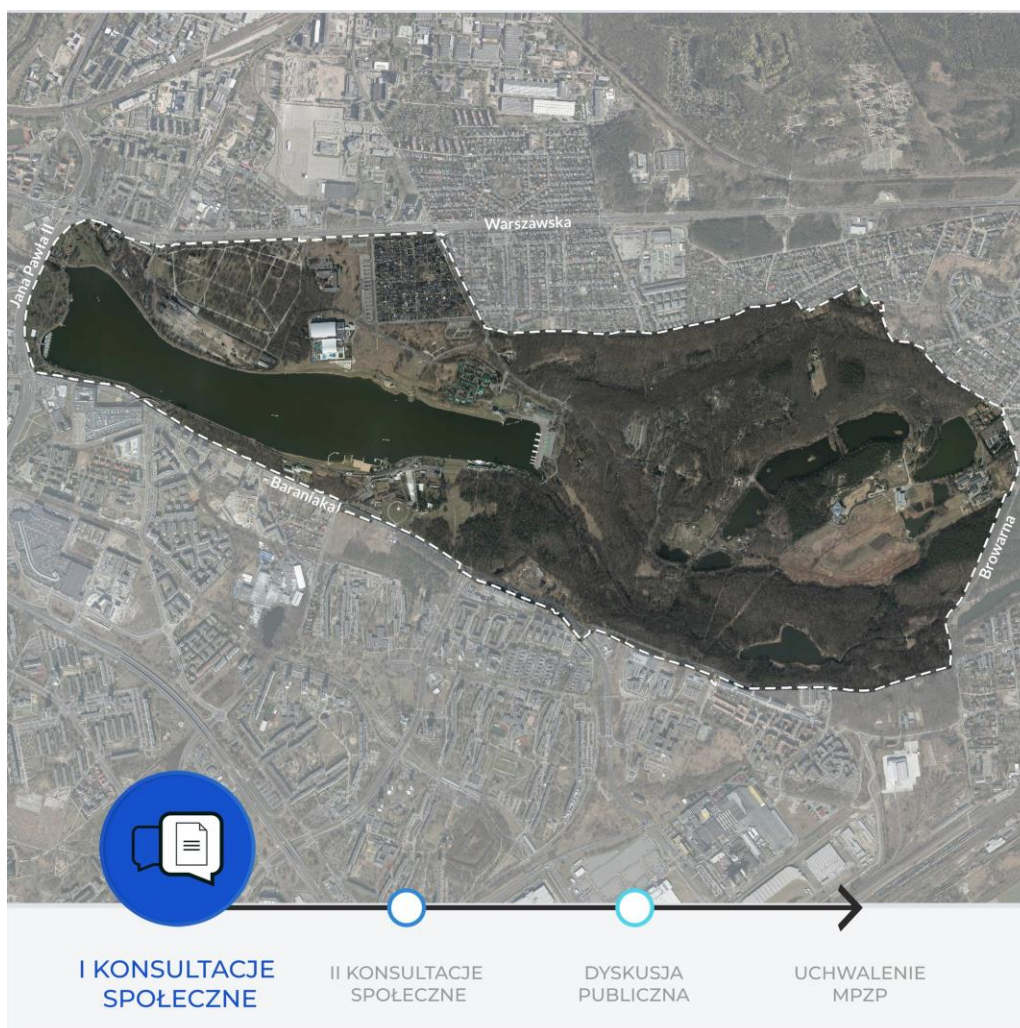 Warszawska
Jana Pawła II
Baraniaka
Browarna
I KONSULTACJE
SPOŁECZNE
II KONSULTACJE
SPOŁECZNE
DYSKUSJA
PUBLICZNA
UCHWALENIE
MPZP